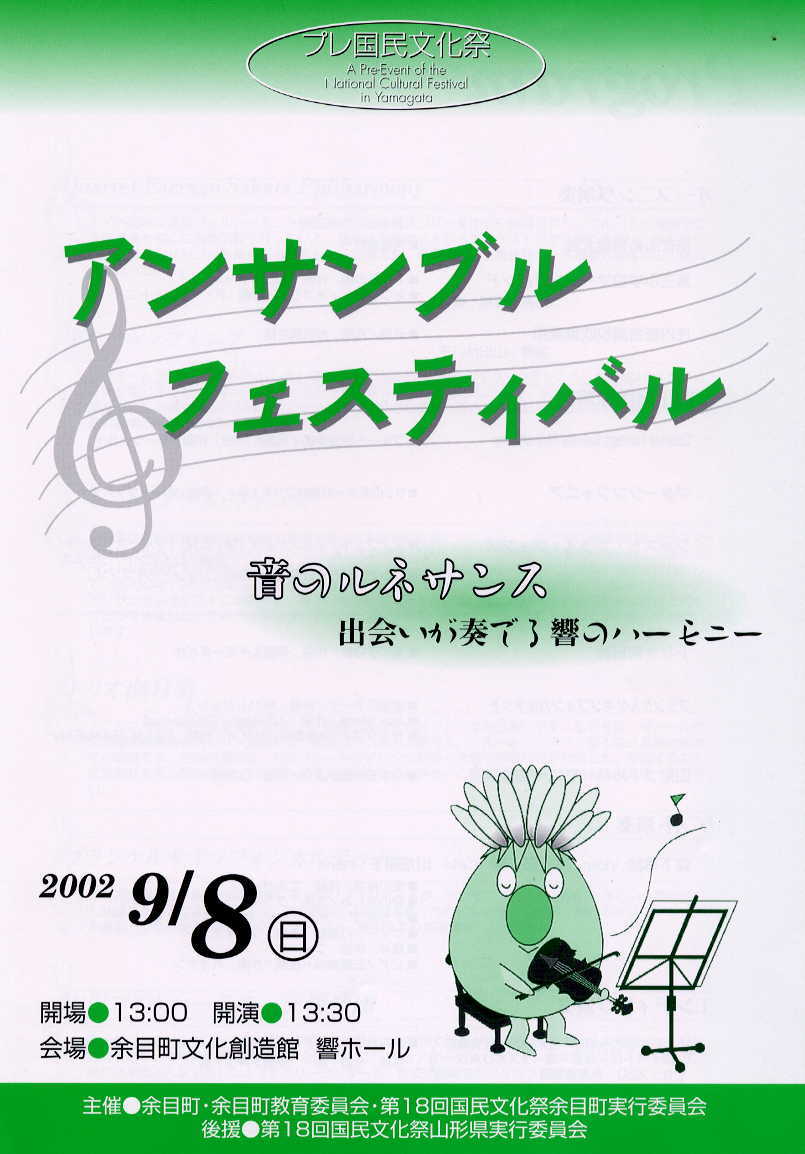 プレ国民文化祭
A Pre-Event of the
National Cultural Festival
in Yamagata
アンサンブル
フェスティバル
音のルネサンス
出会いが奏でる響のハーモニー
2002 9/8(日)
開場●13:00 開演●13:30
会場●余目町文化創造館 響ホール
主催●余目町・余目町教育委員会・第18回国民文化祭余目町実行委員会
後援●第18回国民文化祭山形県実行委員会